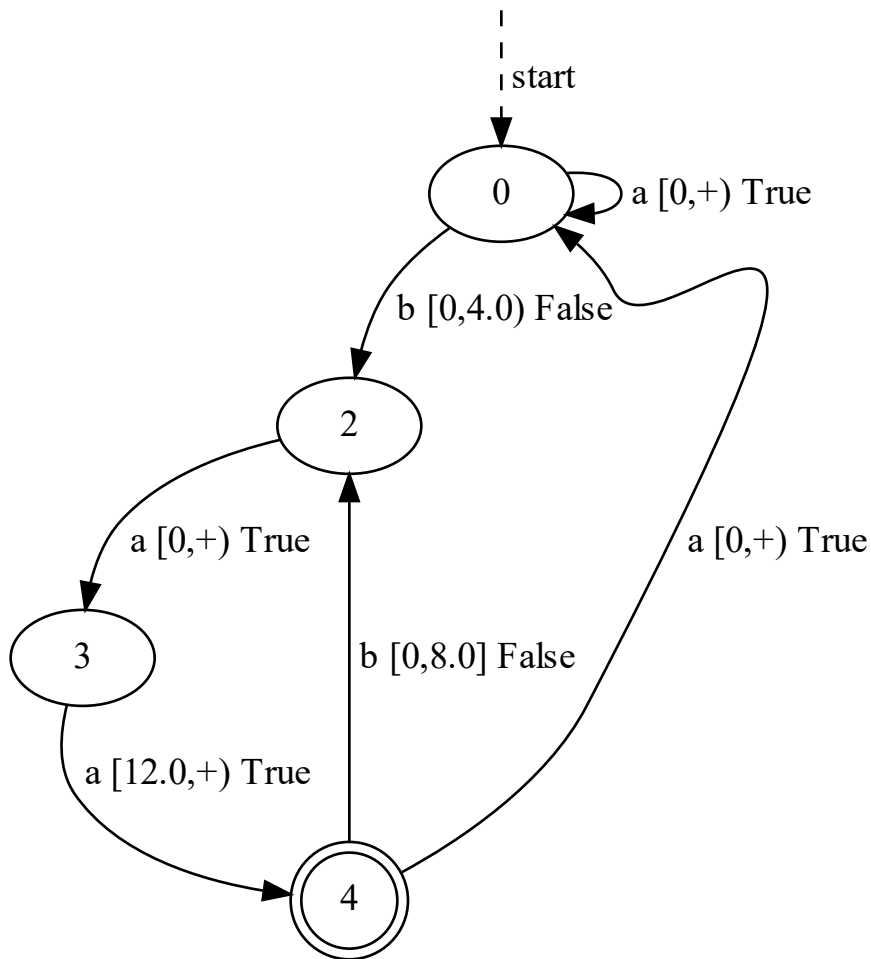 start
0
a [0,+) True
b [0,4.0) False
2
a [0,+) True
a [0,+) True
3
b [0,8.0] False
a [12.0,+) True
4